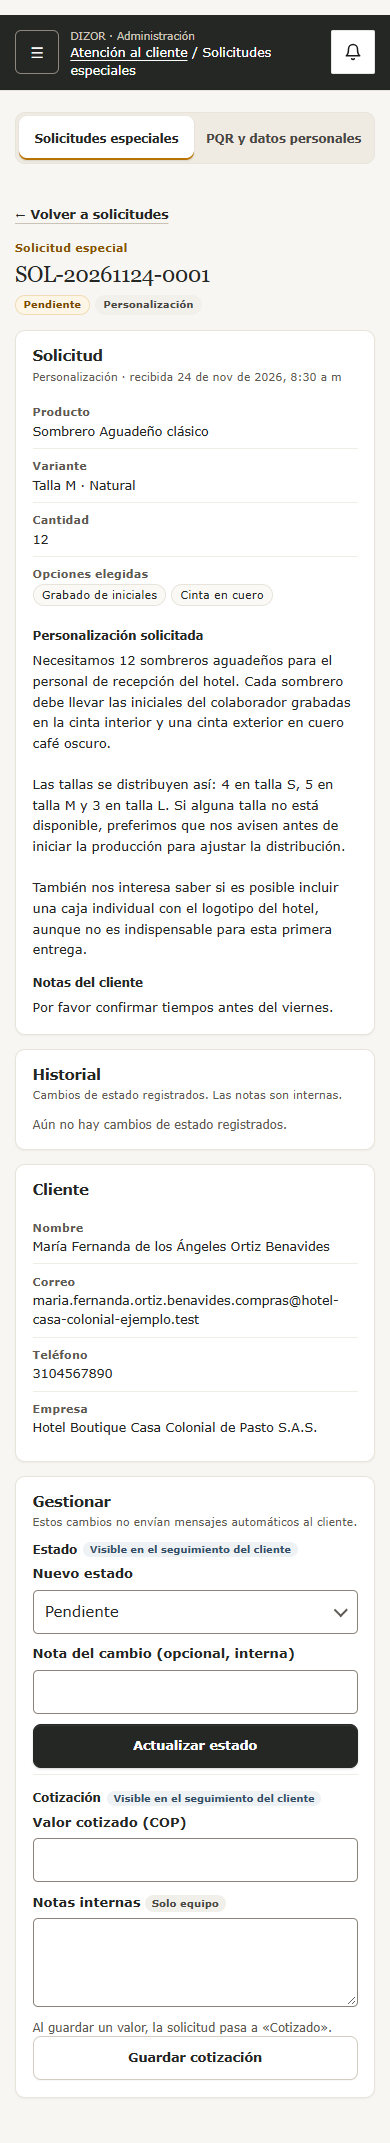 ☰
DIZOR · Administración
Atención al cliente / Solicitudes
especiales
Solicitudes especiales
PQR y datos personales
← Volver a solicitudes
Solicitud especial
SOL-20261124-0001
Pendiente
Personalización
Solicitud
Personalización · recibida 24 de nov de 2026, 8:30 a m
Producto
Sombrero Aguadeño clásico
Variante
Talla M · Natural
Cantidad
12
Opciones elegidas
Grabado de iniciales
Cinta en cuero
Personalización solicitada
Necesitamos 12 sombreros aguadeños para el
personal de recepción del hotel. Cada sombrero
debe llevar las iniciales del colaborador grabadas
en la cinta interior y una cinta exterior en cuero
café oscuro.
Las tallas se distribuyen así: 4 en talla S, 5 en
talla M y 3 en talla L. Si alguna talla no está
disponible, preferimos que nos avisen antes de
iniciar la producción para ajustar la distribución.
También nos interesa saber si es posible incluir
una caja individual con el logotipo del hotel,
aunque no es indispensable para esta primera
entrega.
Notas del cliente
Por favor confirmar tiempos antes del viernes.
Historial
Cambios de estado registrados. Las notas son internas.
Aún no hay cambios de estado registrados.
Cliente
Nombre
María Fernanda de los Ángeles Ortiz Benavides
Correo
maria.fernanda.ortiz.benavides.compras@hotel-
casa-colonial-ejemplo.test
Teléfono
3104567890
Empresa
Hotel Boutique Casa Colonial de Pasto S.A.S.
Gestionar
Estos cambios no envían mensajes automáticos al cliente.
Estado Visible en el seguimiento del cliente
Nuevo estado
Pendiente
Nota del cambio (opcional, interna)
Actualizar estado
Cotización Visible en el seguimiento del cliente
Valor cotizado (COP)
Notas internas Solo equipo
Al guardar un valor, la solicitud pasa a «Cotizado».
Guardar cotización